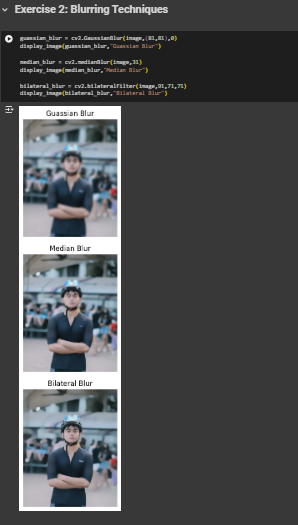 Exercise 2: Blurring Techniques
guassian_blur = cv2.GaussianBlur(image,(81,81),0)
display_image(guassian_blur,"Guassian Blur")
median_blur = cv2.medianBlur(image,31)
display_image(median_blur,"Median Blur")
bilateral_blur = cv2.bilateralFilter(image,91,71,71)
display_image(bilateral_blur,"Bilateral Blur")
Guassian Blur
Median Blur
Bilateral Blur